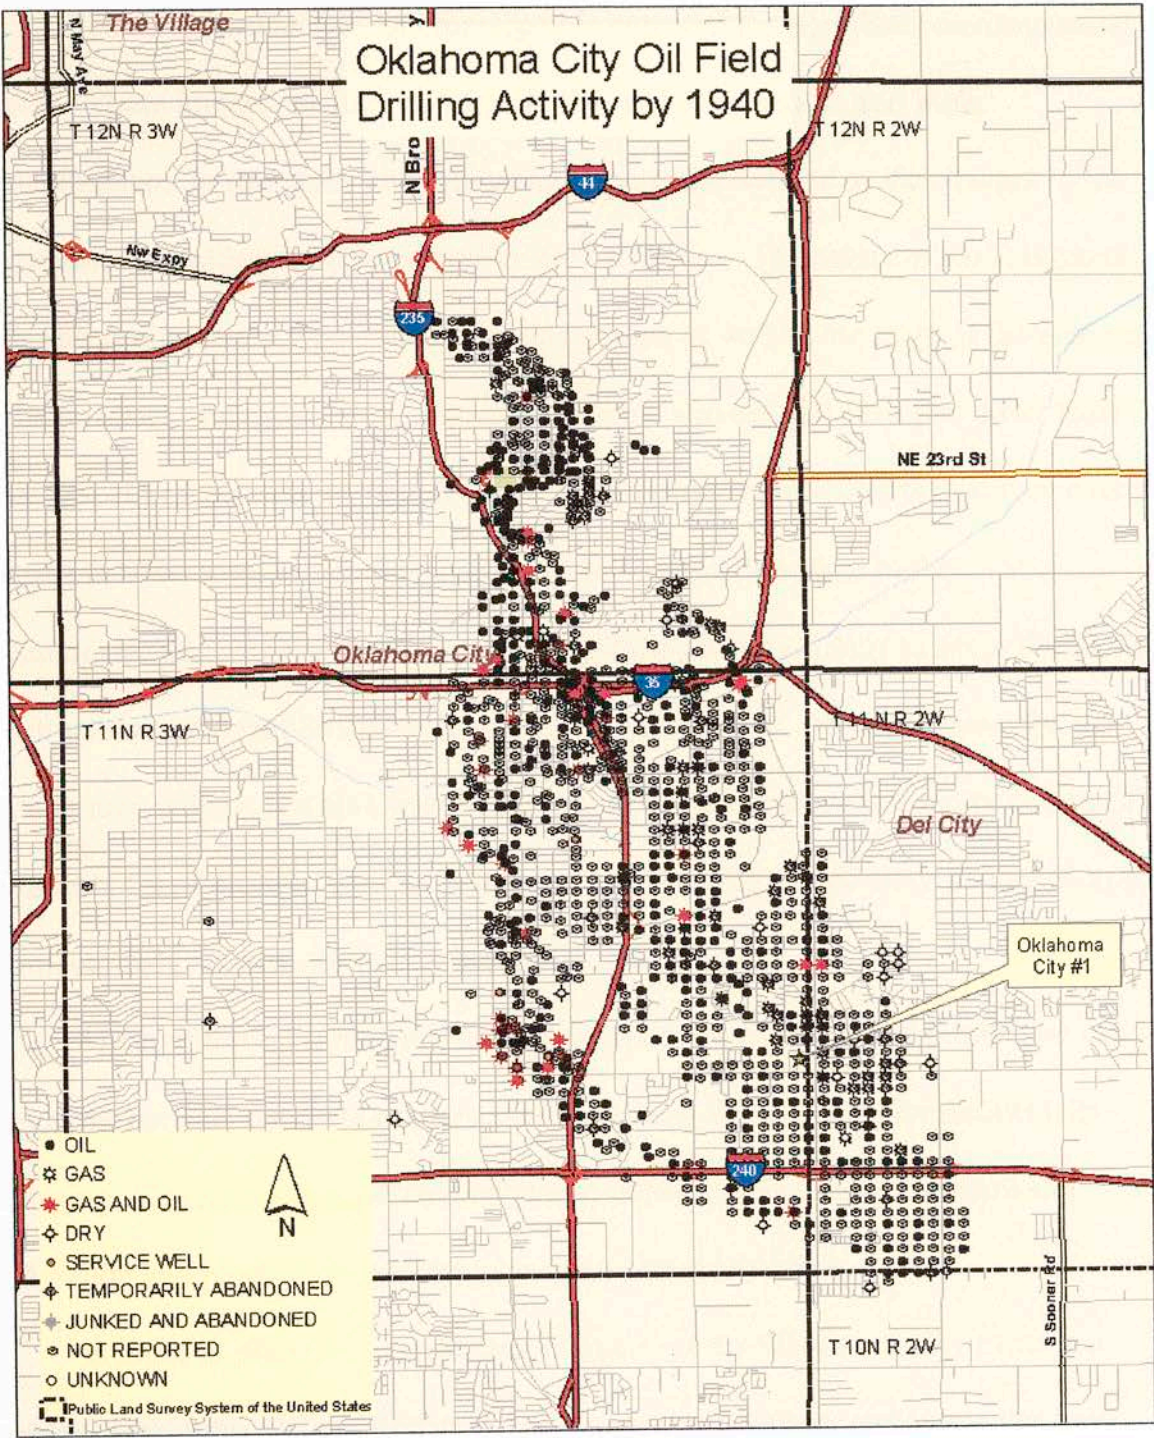 The Village
N May Ave
y
Oklahoma City Oil Field
Drilling Activity by 1940
T 12N R 3W
T 12N R 2W
N Bro
44
Nw Expy
235
NE 23rd St
Oklahoma City
35
T 11N R 3W
T 11 N R 2W
Del City
Oklahoma
City #1
240
OIL
GAS
GAS AND OIL
N
DRY
SERVICE WELL
TEMPORARILY ABANDONED
JUNKED AND ABANDONED
NOT REPORTED
UNKNOWN
Public Land Survey System of the United States
S Sooner Rd
T 10N R 2W